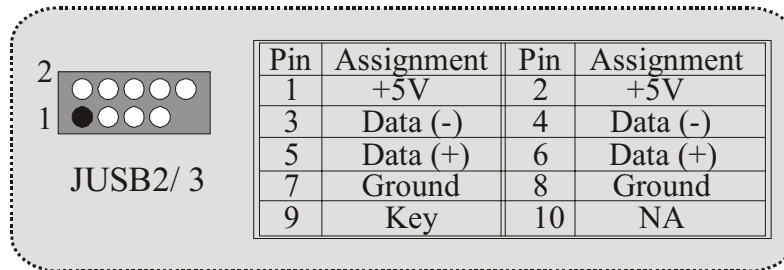 2
1
JUSB2/ 3
Pin Assignment Pin Assignment
1 +5V 2 +5V
3 Data (-) 4 Data (-)
5 Data (+) 6 Data (+)
7 Ground 8 Ground
9 Key 10 NA